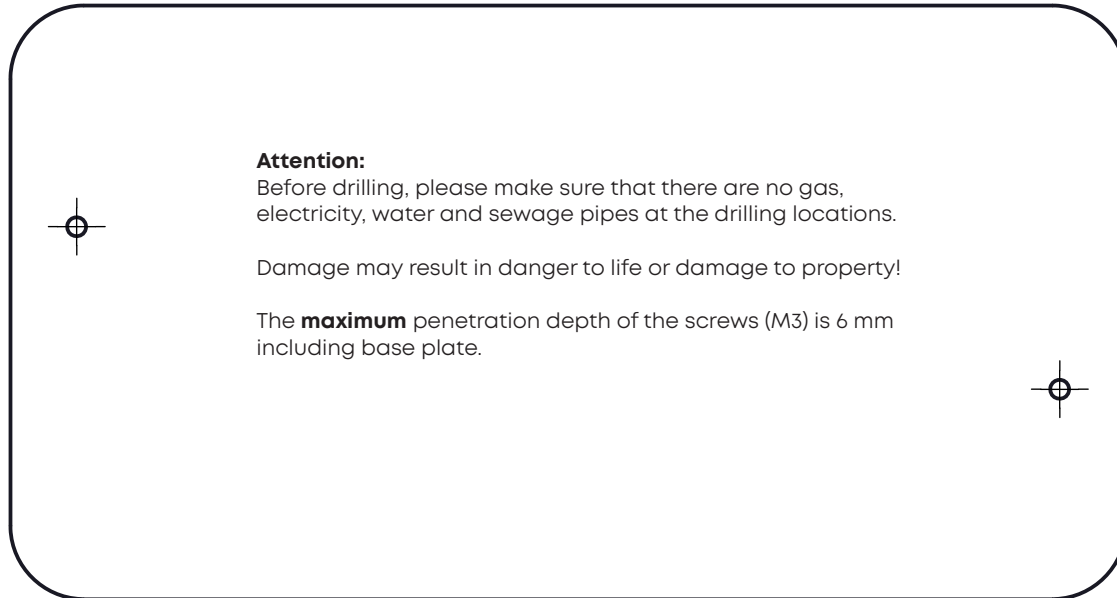 Attention:
Before drilling, please make sure that there are no gas,
electricity, water and sewage pipes at the drilling locations.
Damage may result in danger to life or damage to property!
The maximum penetration depth of the screws (M3) is 6 mm
including base plate.